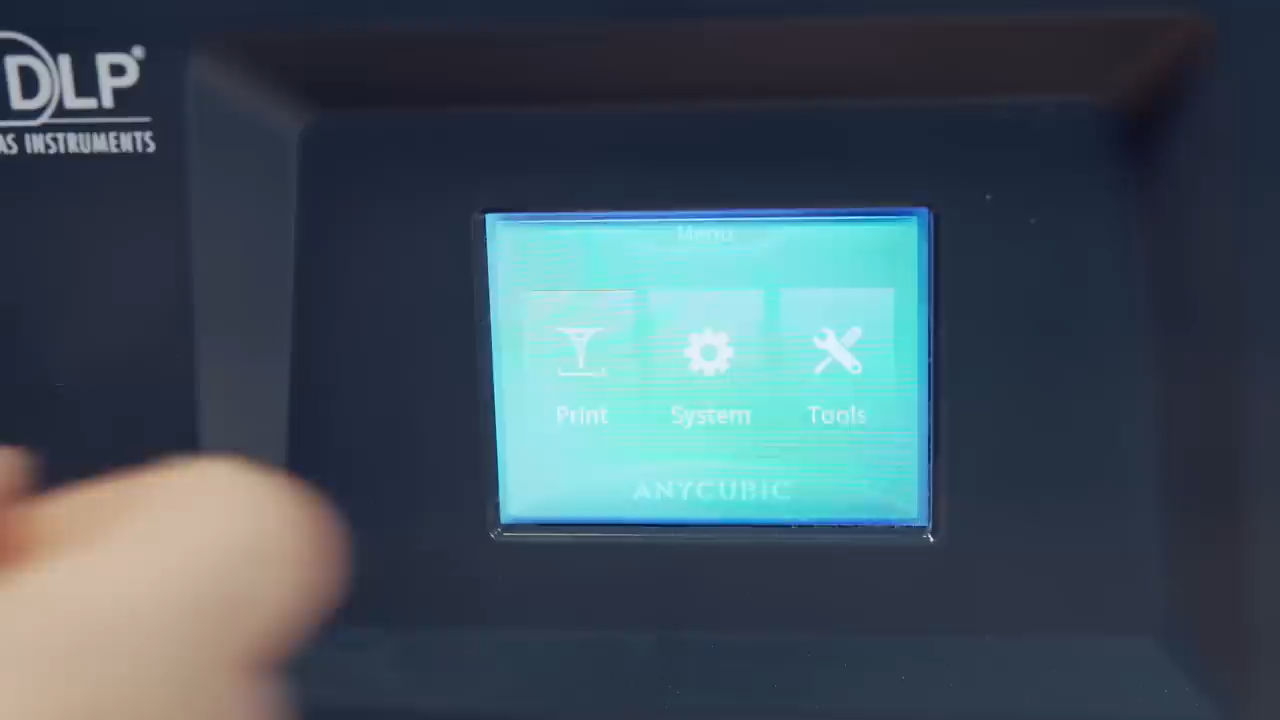 DLP
AS INSTRUMENTS
Menu
Print
System
Tools
ANYCUBIC